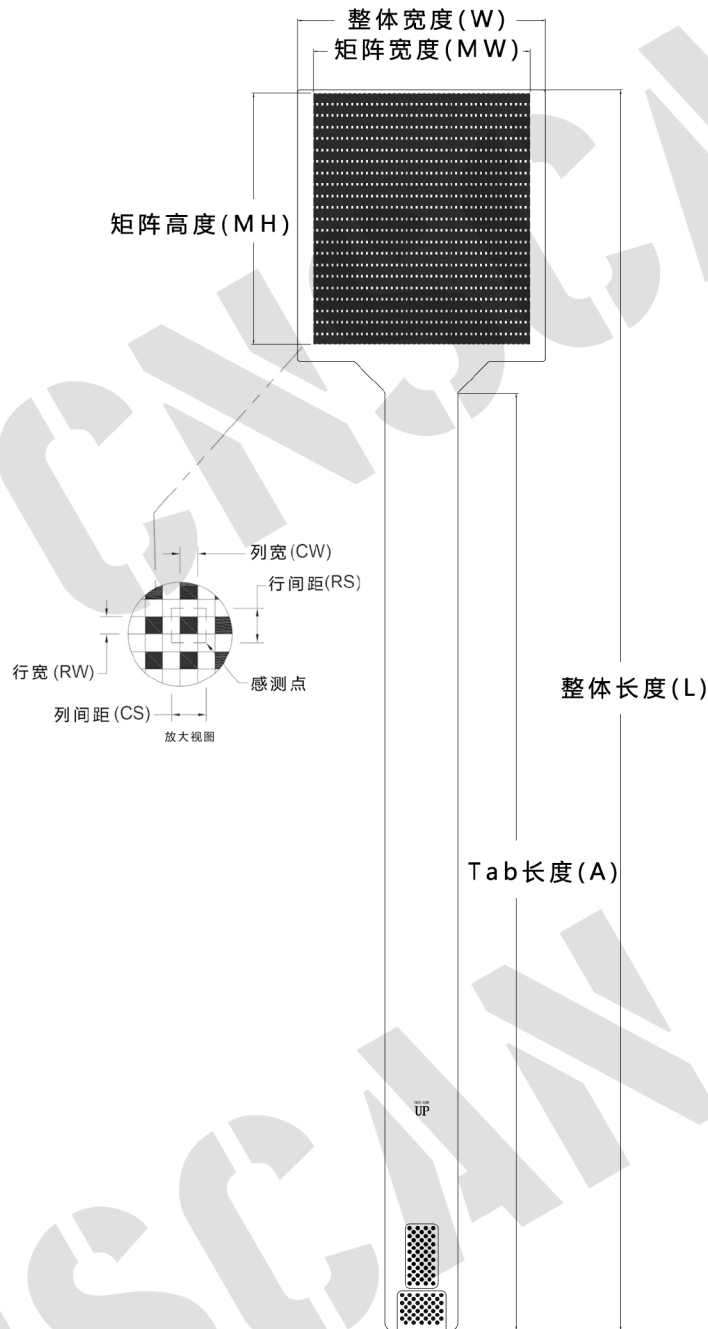 整体宽度(W)
矩阵宽度(MW)
矩阵高度(MH)
列宽(CW)
行间距(RS)
行宽(RW)
感测点
列间距(CS)
放大视图
整体长度(L)
Tab长度(A)
UP
CNSCAN
CNSCAN